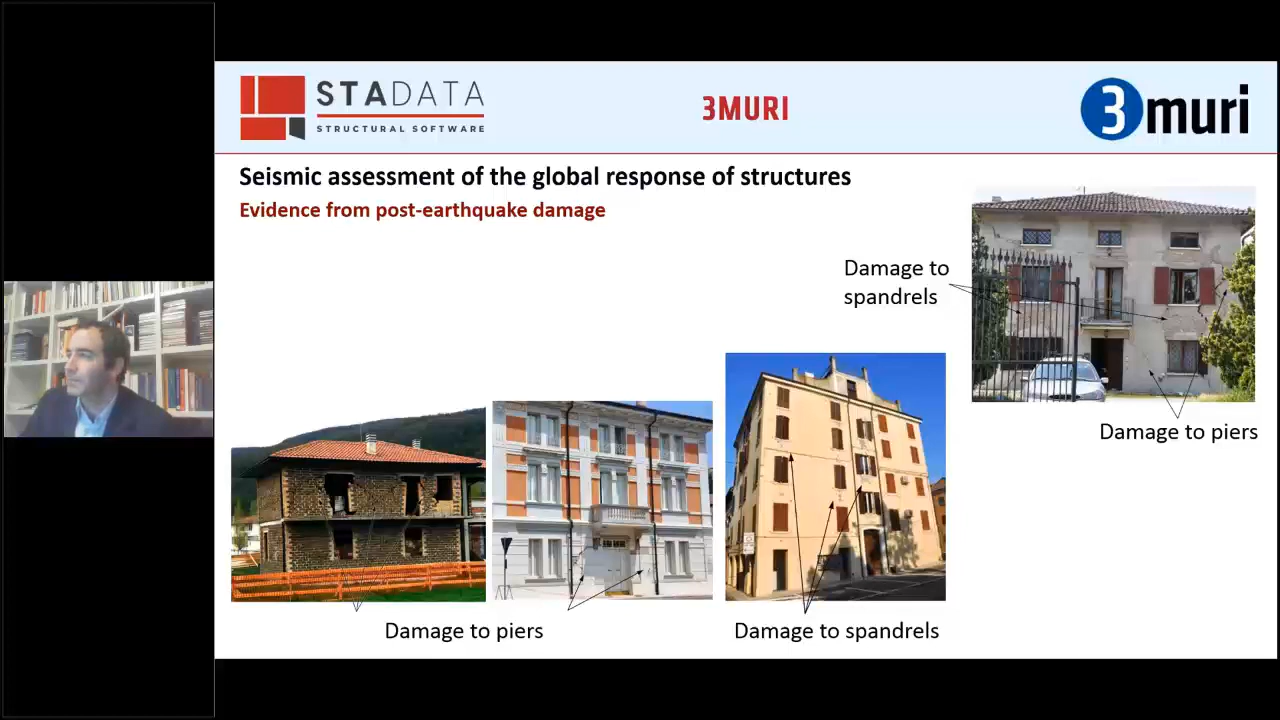 STADATA
STRUCTURAL SOFTWARE
3MURI
3muri
Seismic assessment of the global response of structures
Evidence from post-earthquake damage
Damage to
spandrels
Damage to piers
Damage to piers
Damage to spandrels